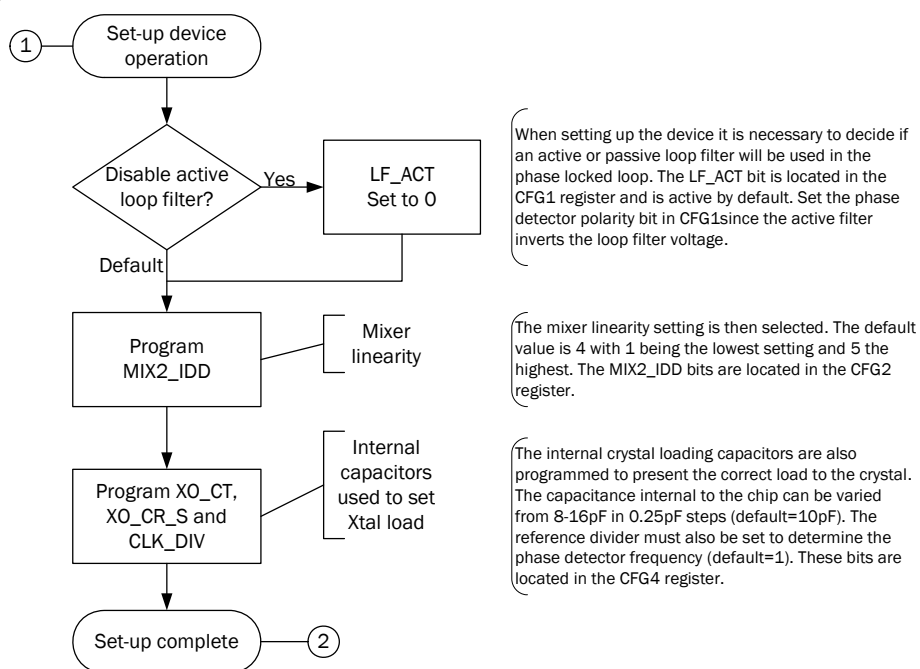 Set-up device
operation
1
Disable active
loop filter?
Yes
LF_ACT
Set to 0
Default
When setting up the device it is necessary to decide if
an active or passive loop filter will be used in the
phase locked loop. The LF_ACT bit is located in the
CFG1 register and is active by default. Set the phase
detector polarity bit in CFG1since the active filter
inverts the loop filter voltage.
Program
MIX2_IDD
Mixer
linearity
The mixer linearity setting is then selected. The default
value is 4 with 1 being the lowest setting and 5 the
highest. The MIX2_IDD bits are located in the CFG2
register.
Program XO_CT,
XO_CR_S and
CLK_DIV
Internal
capacitors
used to set
Xtal load
The internal crystal loading capacitors are also
programmed to present the correct load to the crystal.
The capacitance internal to the chip can be varied
from 8-16pF in 0.25pF steps (default=10pF). The
reference divider must also be set to determine the
phase detector frequency (default=1). These bits are
located in the CFG4 register.
Set-up complete
2